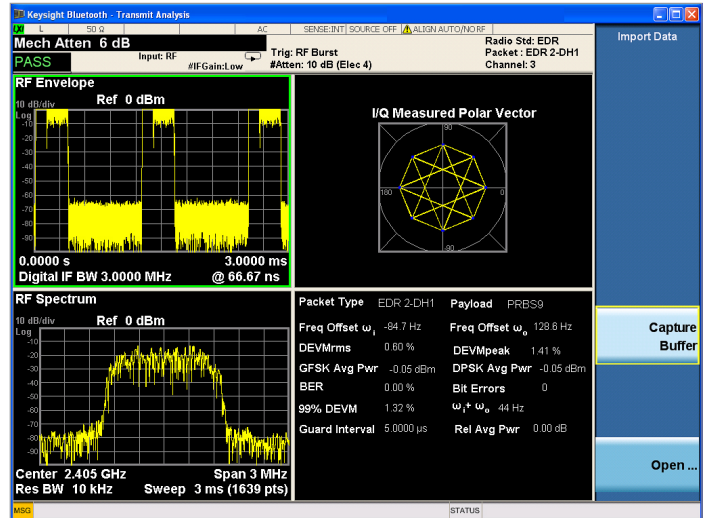 Keysight Bluetooth - Transmit Analysis
LXI L 50 Ω AC SENSE:INT SOURCE OFF ALIGN AUTO/NO RF
Mech Atten 6 dB
Radio Std: EDR
PASS
Input: RF
#IFGain:Low
Trig: RF Burst
#Atten: 10 dB (Elec 4)
Packet : EDR 2-DH1
Channel: 3
Import Data
RF Envelope
10 dB/div Ref 0 dBm
Log
-10
-20
-30
-40
-50
-60
-70
-80
-90
0.0000 s 3.0000 ms
Digital IF BW 3.0000 MHz @ 66.67 ns
I/Q Measured Polar Vector
90
180
0
-90
RF Spectrum
10 dB/div Ref 0 dBm
Log
-10
-20
-30
-40
-50
-60
-70
-80
-90
Center 2.405 GHz Span 3 MHz
Res BW 10 kHz Sweep 3 ms (1639 pts)
Packet Type EDR 2-DH1 Payload PRBS9
Freq Offset ωi -84.7 Hz Freq Offset ωo 128.6 Hz
DEVMrms 0.60 % DEVMpeak 1.41 %
GFSK Avg Pwr -0.05 dBm DPSK Avg Pwr -0.05 dBm
BER 0.00 % Bit Errors 0
99% DEVM 1.32 % ωi+ ωo 44 Hz
Guard Interval 5.0000 µs Rel Avg Pwr 0.00 dB
Capture
Buffer
Open ...
MSG STATUS